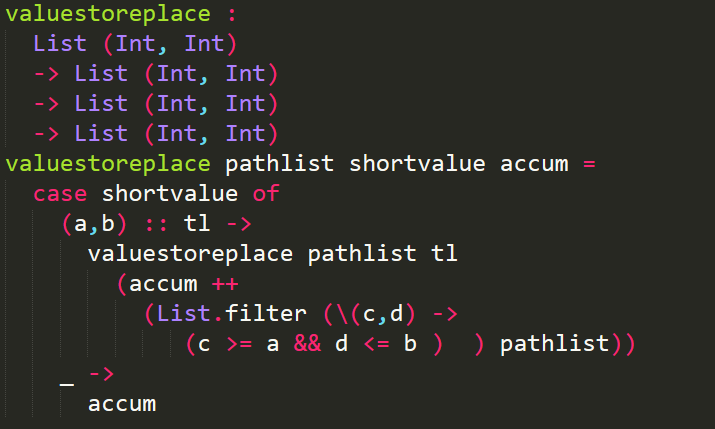 valuestoreplace :
  List (Int, Int)
  -> List (Int, Int)
  -> List (Int, Int)
  -> List (Int, Int)
valuestoreplace pathlist shortvalue accum =
  case shortvalue of
    (a,b) :: tl ->
      valuestoreplace pathlist tl
        (accum ++
          (List.filter (\(c,d) ->
             (c >= a && d <= b )  ) pathlist))
    _ ->
      accum